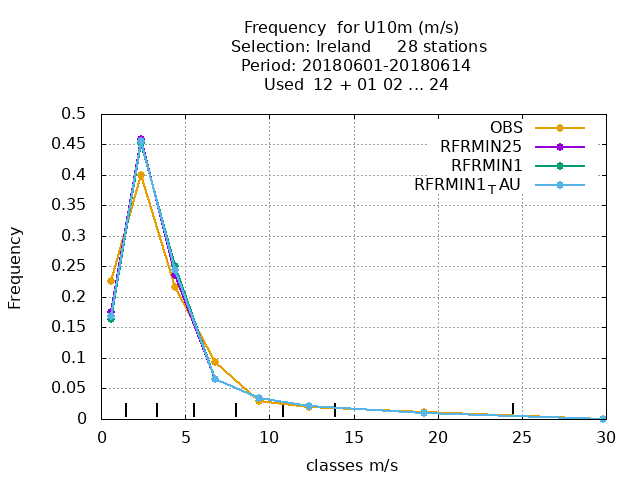 Frequency  for U10m (m/s)
Selection: Ireland     28 stations
Period: 20180601-20180614
Used  12 + 01 02 ... 24
OBS
RFRMIN25
RFRMIN1
RFRMIN1_TAU
Frequency
0.5
0.45
0.4
0.35
0.3
0.25
0.2
0.15
0.1
0.05
0
0 5 10 15 20 25 30
classes m/s